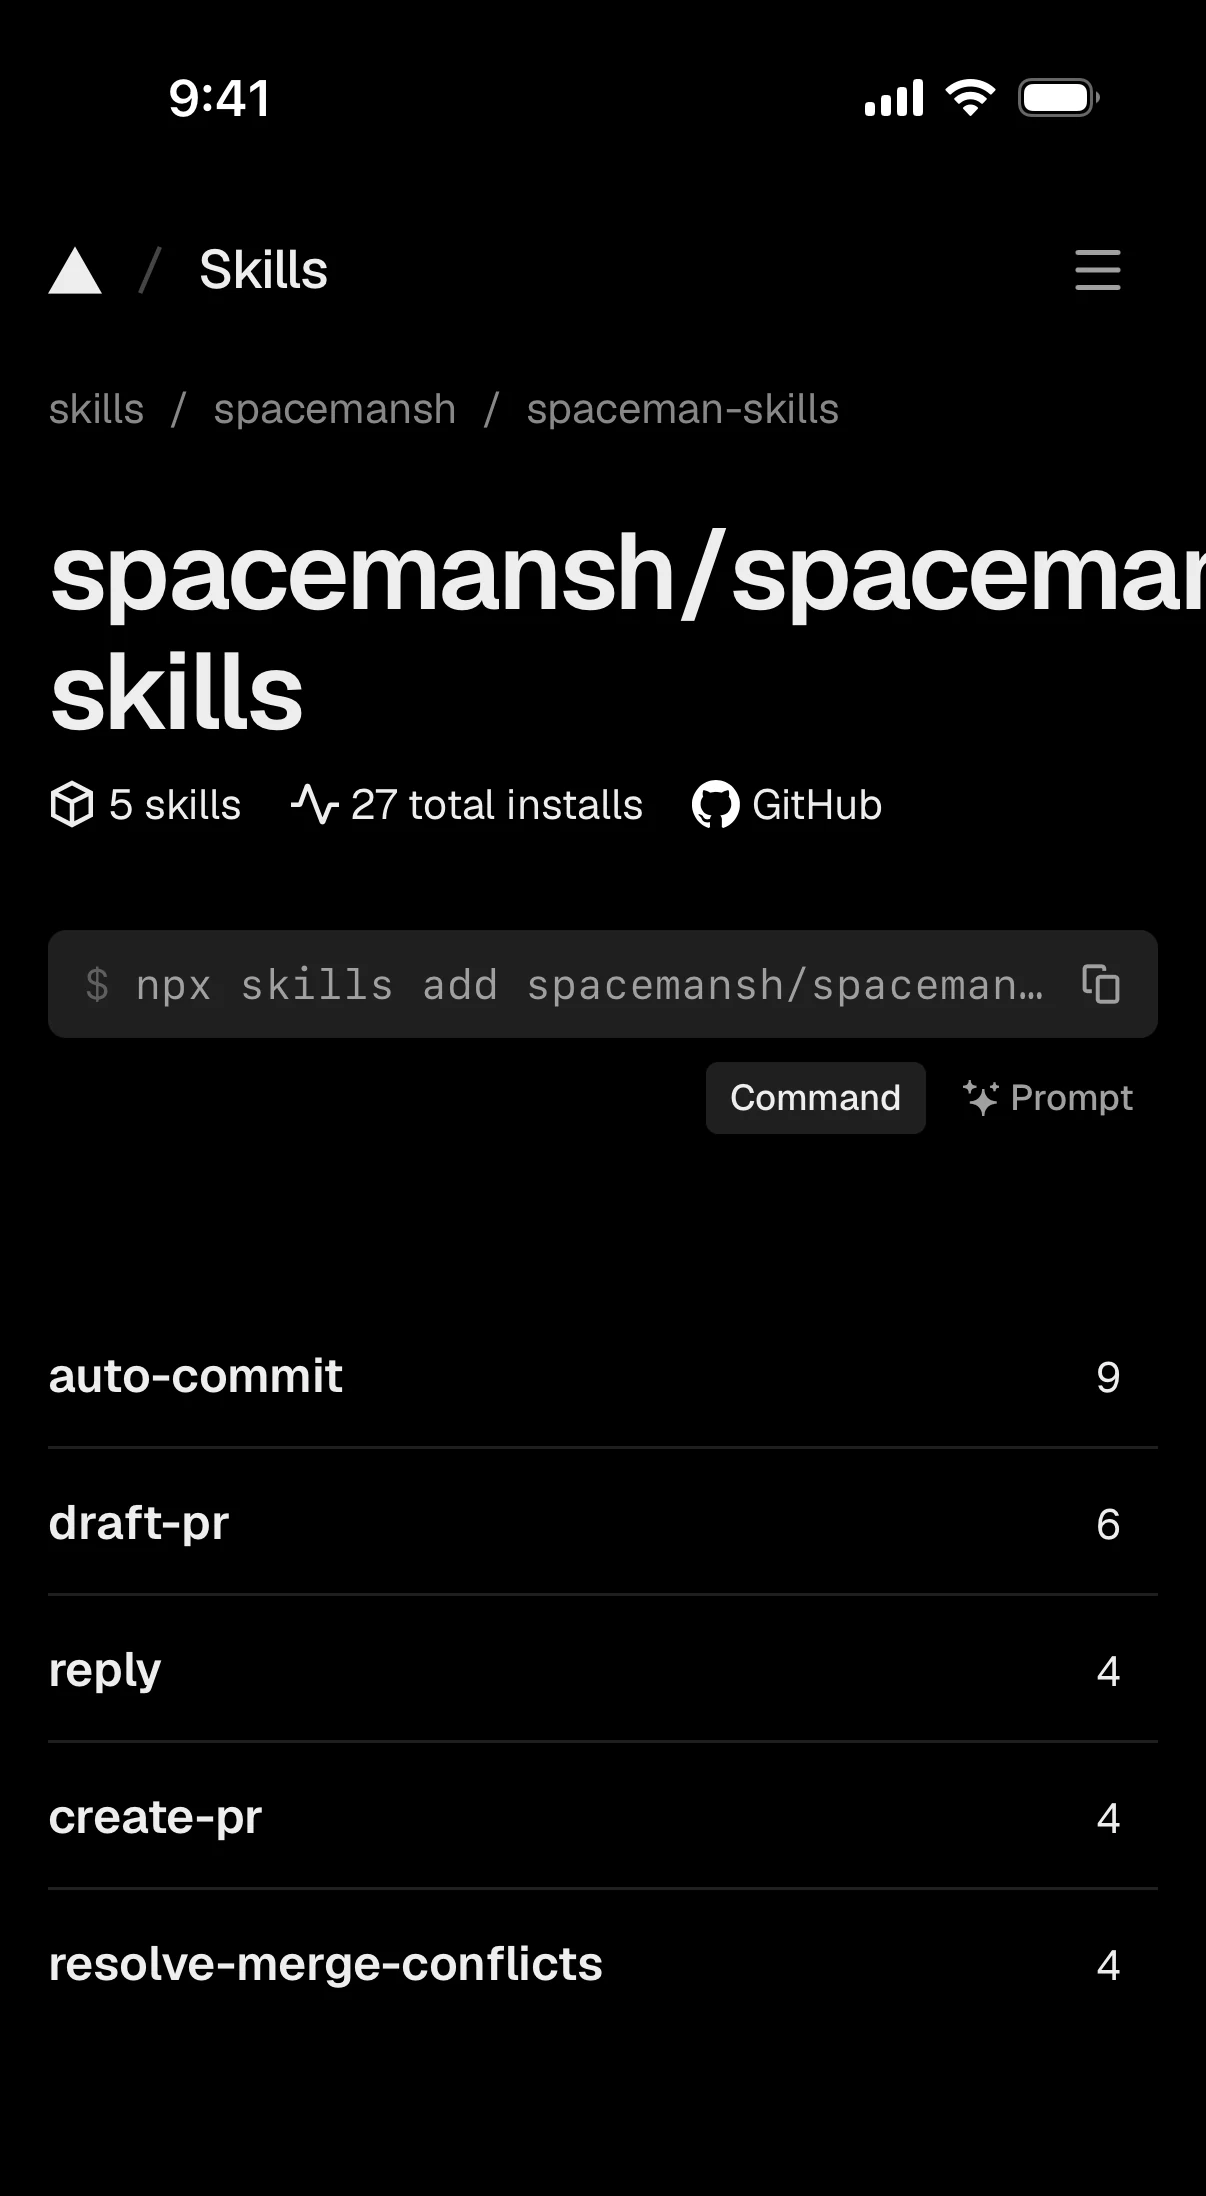 9:41
/ Skills
skills / spacemansh / spaceman-skills
spacemansh/spaceman
skills
5 skills 27 total installs GitHub
$ npx skills add spacemansh/spaceman…
Command Prompt
auto-commit 9
draft-pr 6
reply 4
create-pr 4
resolve-merge-conflicts 4